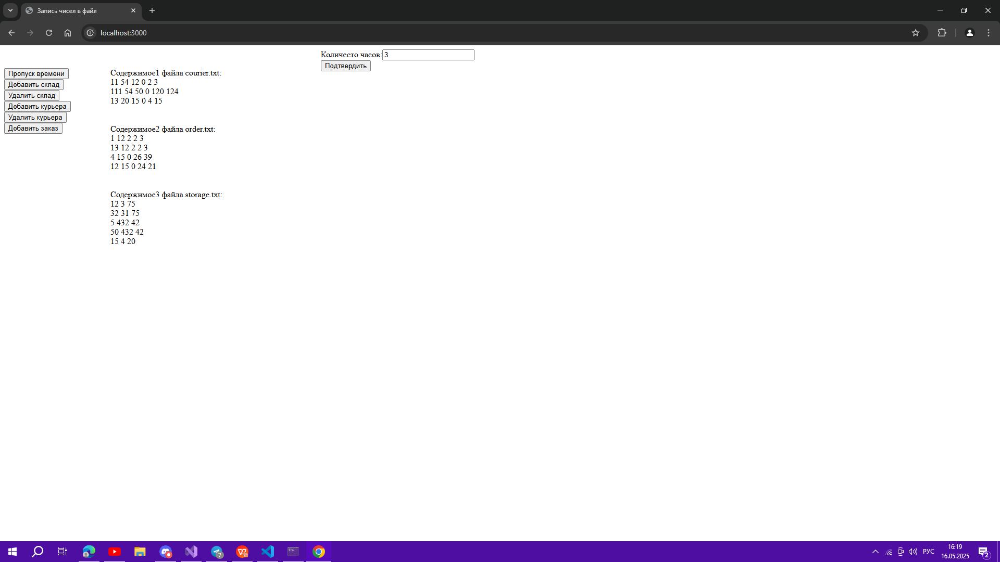 Запись чисел в файл
localhost:3000
Количесто часов: 3
Подтвердить
Пропуск времени
Добавить склад
Удалить склад
Добавить курьера
Удалить курьера
Добавить заказ
Содержимое1 файла courier.txt:
11 54 12 0 2 3
111 54 50 0 120 124
13 20 15 0 4 15
Содержимое2 файла order.txt:
1 12 2 2 3
13 12 2 2 3
4 15 0 26 39
12 15 0 24 21
Содержимое3 файла storage.txt:
12 3 75
32 31 75
5 432 42
50 432 42
15 4 20
7
РУС
16:19
16.05.2025
2